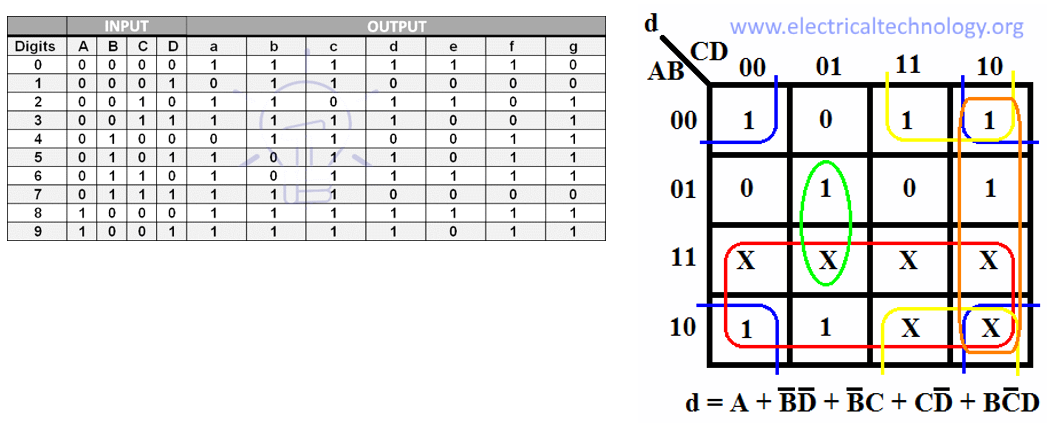 INPUT OUTPUT
Digits A B C D a b c d e f g
0 0 0 0 0 1 1 1 1 1 1 0
1 0 0 0 1 0 1 1 0 0 0 0
2 0 0 1 0 1 1 0 1 1 0 1
3 0 0 1 1 1 1 1 1 0 0 1
4 0 1 0 0 0 1 1 0 0 1 1
5 0 1 0 1 1 0 1 1 0 1 1
6 0 1 1 0 1 0 1 1 1 1 1
7 0 1 1 1 1 1 1 0 0 0 0
8 1 0 0 0 1 1 1 1 1 1 1
9 1 0 0 1 1 1 1 1 0 1 1
www.electricaltechnology.org
d
CD
AB 00 01 11 10
00 1 0 1 1
01 0 1 0 1
11 X X X X
10 1 1 X X
d = A + B̅D̅ + B̅C + CD̅ + BC̅D